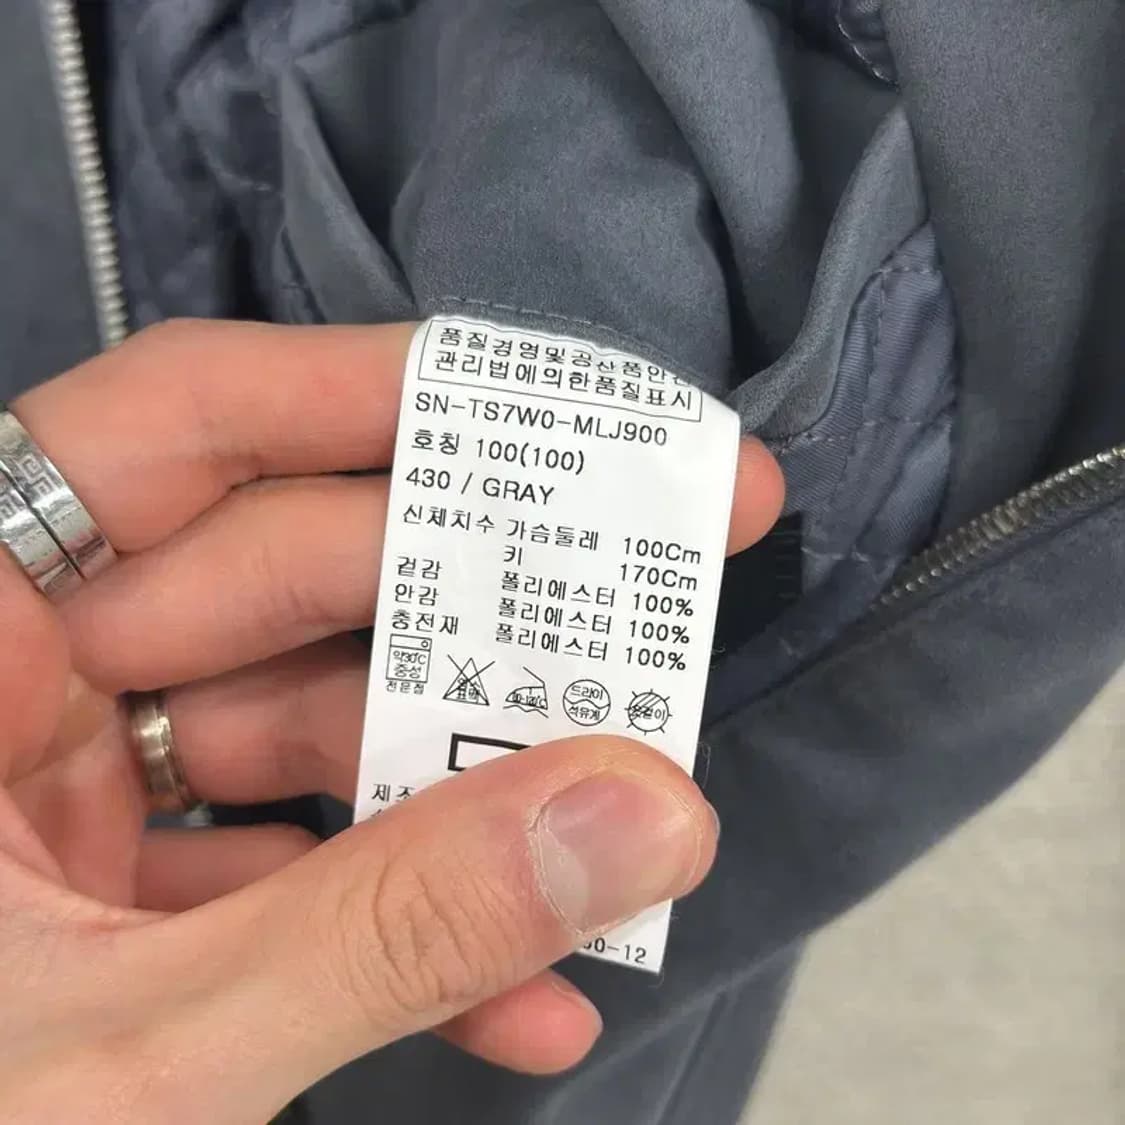 품질경영및공산품안전
관리법에의한품질표시
SN-TS7W0-MLJ900
호칭 100(100)
430 / GRAY
신체치수 가슴둘레 100Cm
키 170Cm
겉감 폴리에스터 100%
안감 폴리에스터 100%
충전재 폴리에스터 100%
약30℃
중성
전문점
드라이
석유계
제조
0-12